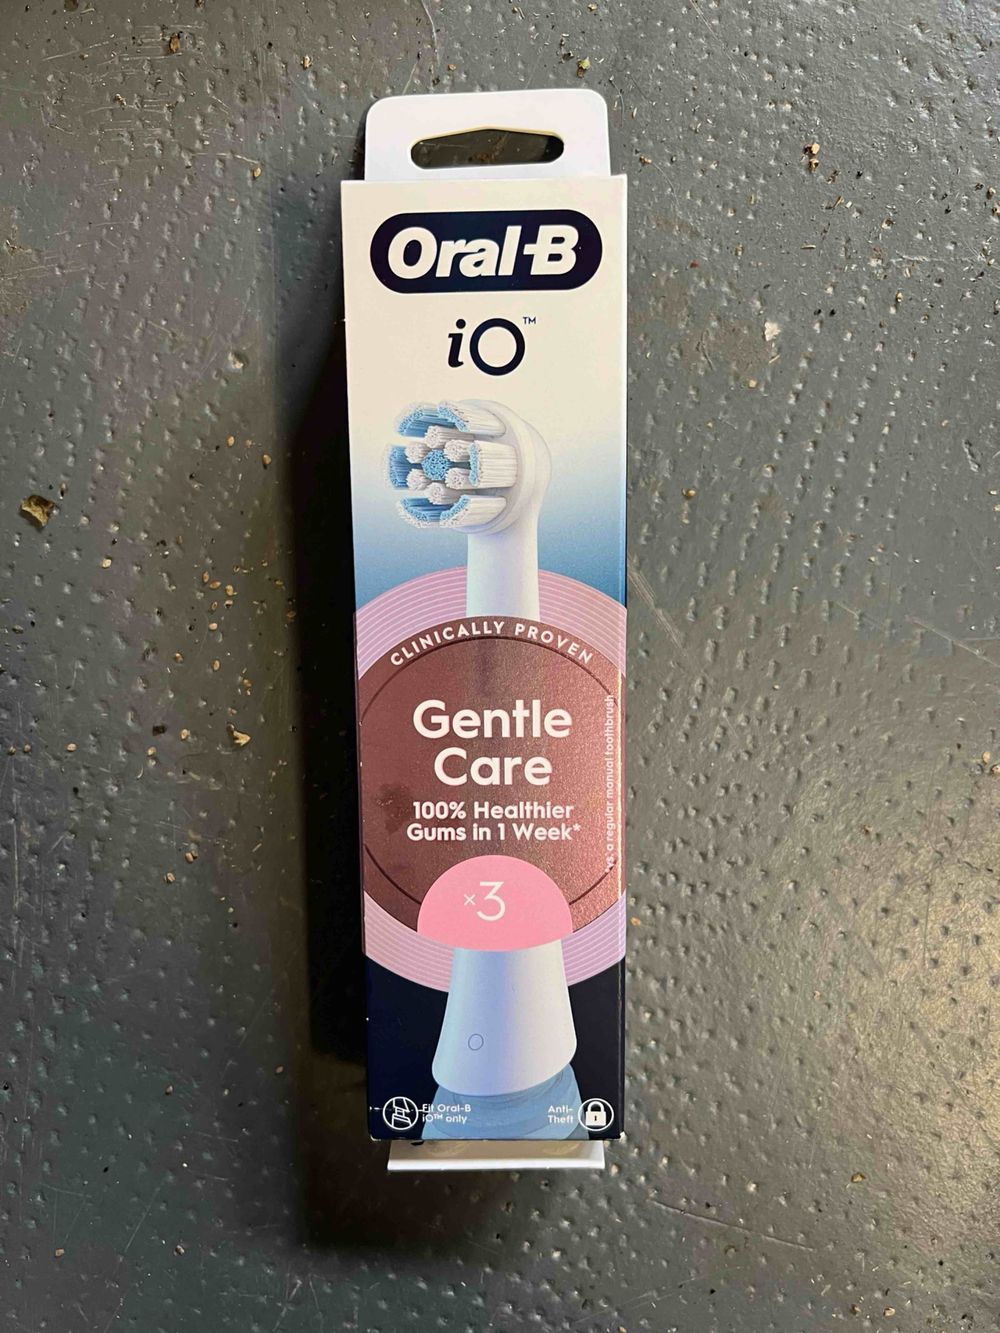 Oral-B
iO™
CLINICALLY PROVEN
Gentle
Care
100% Healthier
Gums in 1 Week*
*vs. a regular manual toothbrush
×3
Fit Oral-B
iO™ only
Anti-
Theft